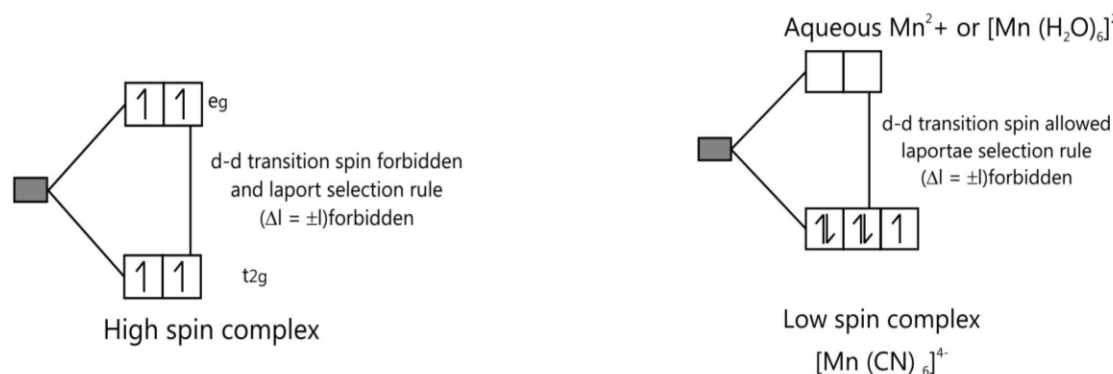 Aqueous Mn²+ or [Mn (H₂O)₆]
eg
d-d transition spin forbidden
and laport selection rule
(Δl = ±l)forbidden
t2g
High spin complex
d-d transition spin allowed
laportae selection rule
(Δl = ±l)forbidden
Low spin complex
[Mn (CN) ₆]⁴⁻